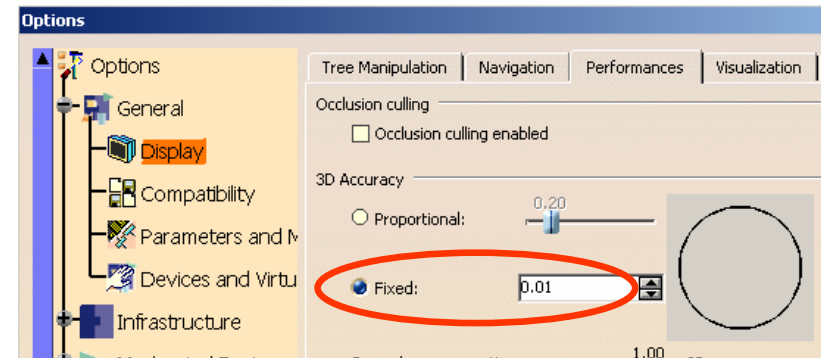 Options
Options
General
Display
Compatibility
Parameters and
Devices and
Infrastructure
Tree Manipulation Navigation Performances Visualization
Occlusion culling
Occlusion culling enabled
3D Accuracy
Proportional: 0,20
Fixed: 0.01
1.00